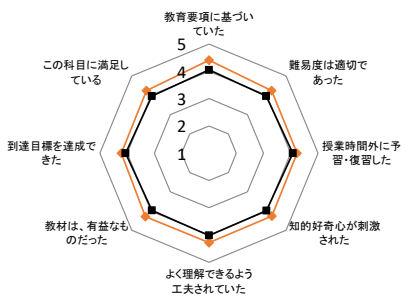 教育要項に基づい
ていた
難易度は適切で
あった
授業時間外に予
習・復習した
知的好奇心が刺激
された
よく理解できるよう
工夫されていた
教材は、有益なも
のだった
到達目標を達成で
きた
この科目に満足し
ている
5
4
3
2
1